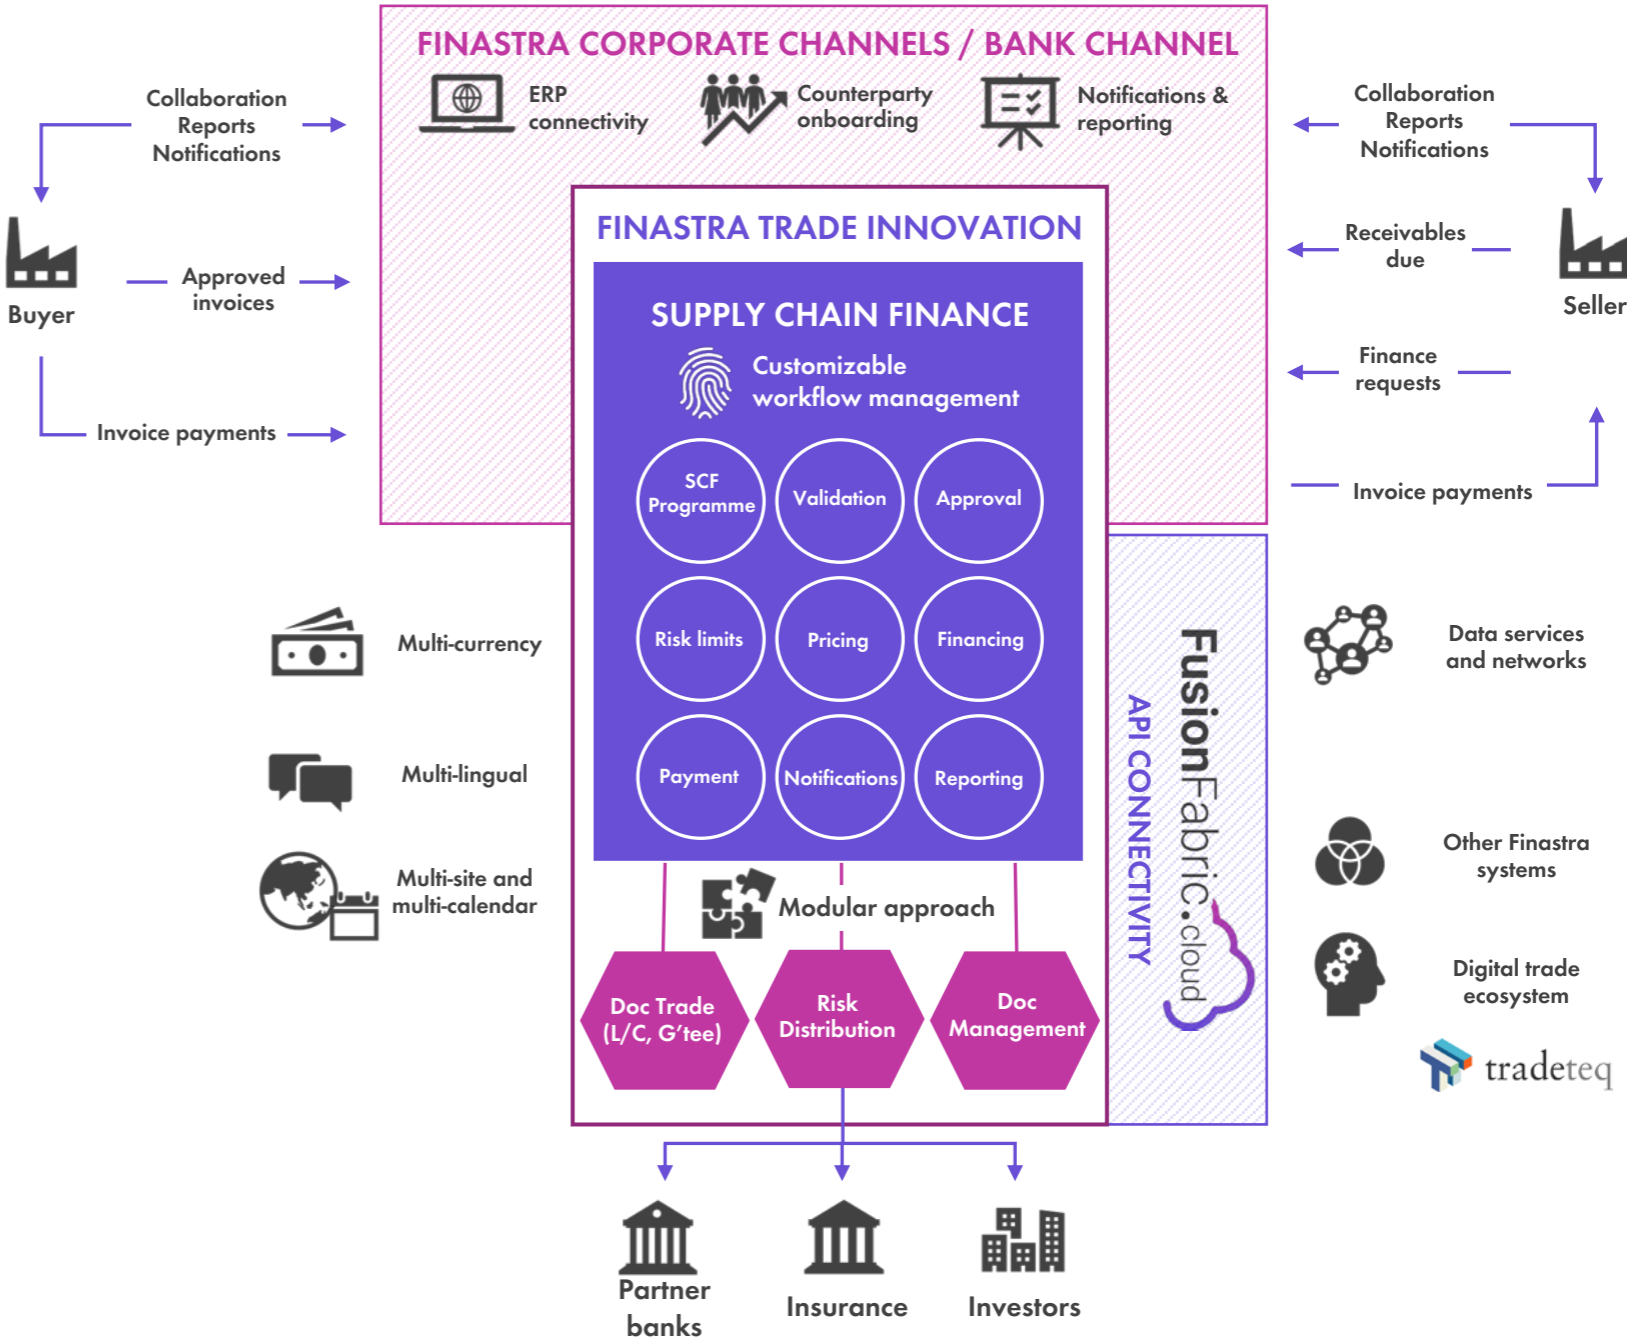 FINASTRA CORPORATE CHANNELS / BANK CHANNEL
ERP
connectivity
Counterparty
onboarding
Notifications &
reporting
Collaboration
Reports
Notifications
Buyer
Approved
invoices
Invoice payments
Collaboration
Reports
Notifications
Receivables
due
Seller
Finance
requests
Invoice payments
FINASTRA TRADE INNOVATION
SUPPLY CHAIN FINANCE
Customizable
workflow management
SCF
Programme
Validation
Approval
Risk limits
Pricing
Financing
Payment
Notifications
Reporting
Modular approach
Doc Trade
(L/C, G'tee)
Risk
Distribution
Doc
Management
Multi-currency
Multi-lingual
Multi-site and
multi-calendar
API CONNECTIVITY
FusionFabric.cloud
Data services
and networks
Other Finastra
systems
Digital trade
ecosystem
tradeteq
Partner
banks
Insurance
Investors